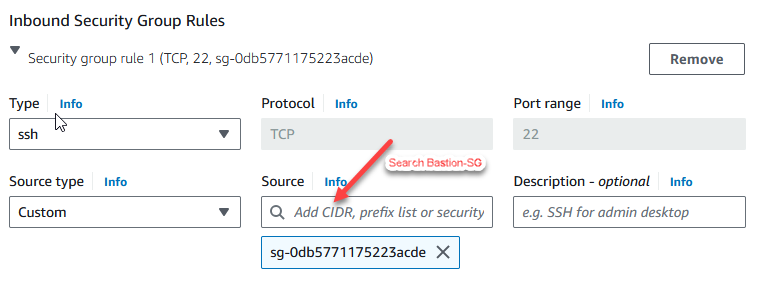 Inbound Security Group Rules
Security group rule 1 (TCP, 22, sg-0db5771175223acde)
Remove
Type Info
Protocol Info
Port range Info
ssh
TCP
22
Search Bastion-SG
Source type Info
Source Info
Description - optional Info
Custom
Add CIDR, prefix list or security
e.g. SSH for admin desktop
sg-0db5771175223acde